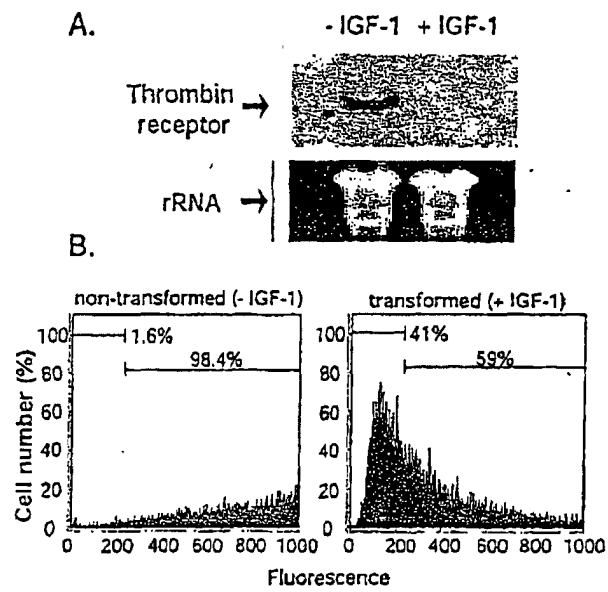 A.
- IGF-1 + IGF-1
Thrombin
receptor
rRNA
B.
non-transformed (- IGF-1)
transformed (+ IGF-1)
100
80
60
40
20
0
1.6%
98.4%
0 200 400 600 800 1000
Cell number (%)
100
80
60
40
20
0
41%
59%
0 200 400 600 800 1000
Fluorescence